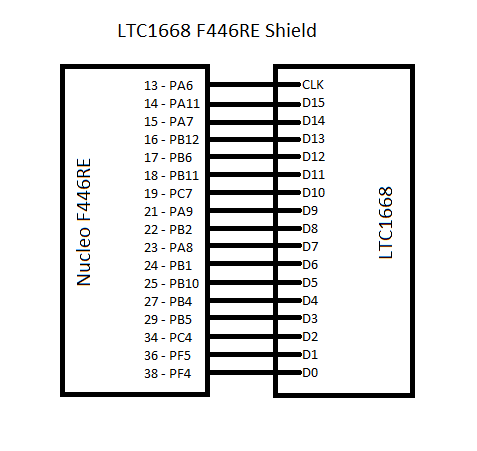 LTC1668 F446RE Shield
Nucleo F446RE
13 - PA6 CLK
14 - PA11 D15
15 - PA7 D14
16 - PB12 D13
17 - PB6 D12
18 - PB11 D11
19 - PC7 D10
21 - PA9 D9
22 - PB2 D8
23 - PA8 D7
24 - PB1 D6
25 - PB10 D5
27 - PB4 D4
29 - PB5 D3
34 - PC4 D2
36 - PF5 D1
38 - PF4 D0
LTC1668